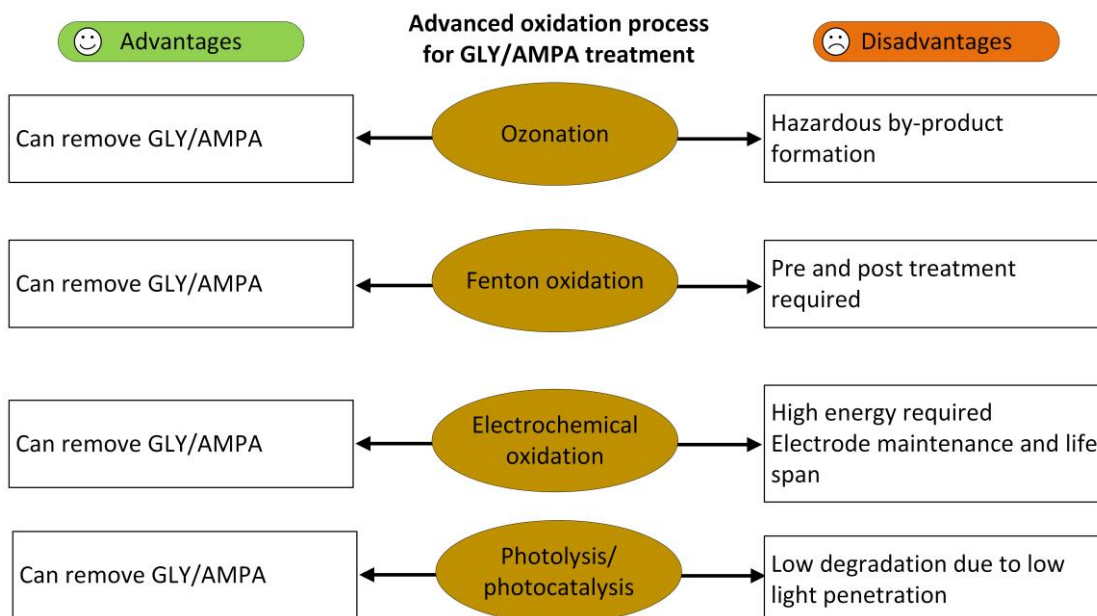 Advantages
Advanced oxidation process
for GLY/AMPA treatment
Disadvantages
Can remove GLY/AMPA
Ozonation
Hazardous by-product
formation
Can remove GLY/AMPA
Fenton oxidation
Pre and post treatment
required
Can remove GLY/AMPA
Electrochemical
oxidation
High energy required
Electrode maintenance and life
span
Can remove GLY/AMPA
Photolysis/
photocatalysis
Low degradation due to low
light penetration